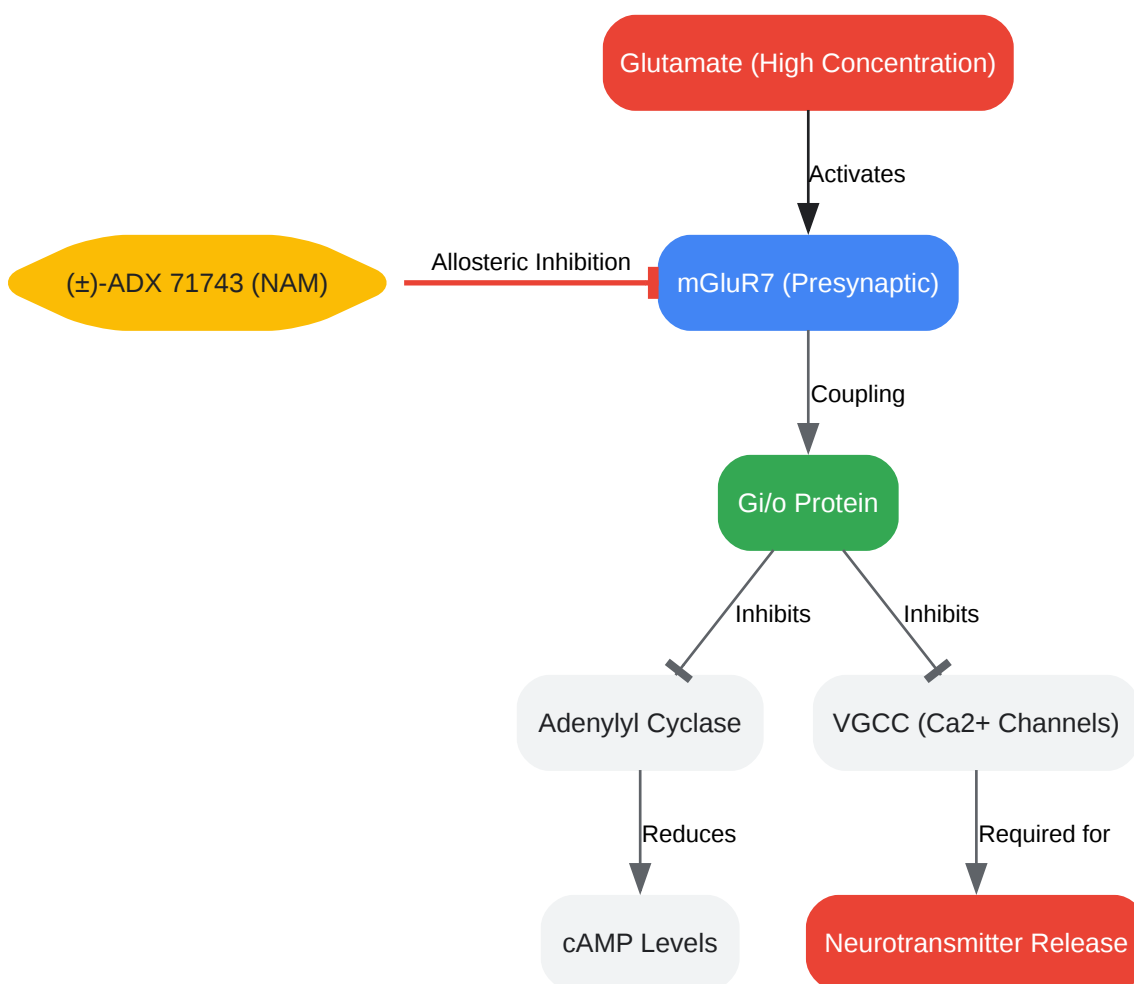 Glutamate (High Concentration)
Activates
Allosteric Inhibition
(±)-ADX 71743 (NAM)
mGluR7 (Presynaptic)
Coupling
Gi/o Protein
Inhibits
Inhibits
Adenylyl Cyclase
VGCC (Ca2+ Channels)
Reduces
Required for
cAMP Levels
Neurotransmitter Release